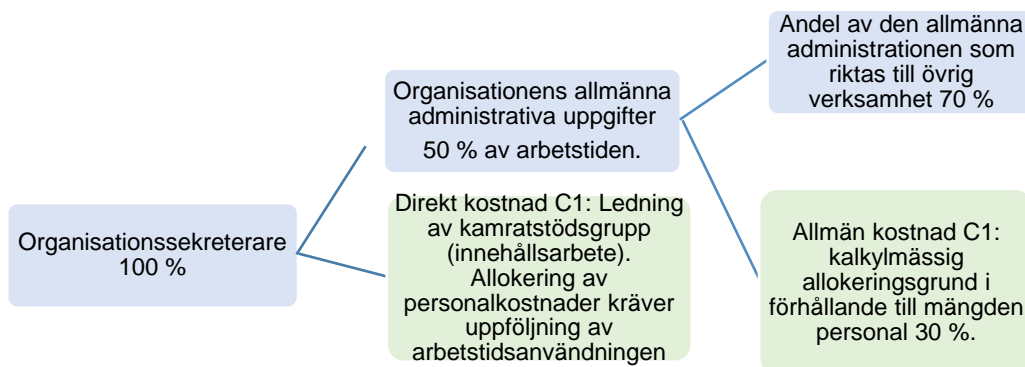 Organisationssekreterare
100 %
Organisationens allmänna
administrativa uppgifter
50 % av arbetstiden.
Direkt kostnad C1: Ledning
av kamratstödsgrupp
(innehållsarbete).
Allokering av
personalkostnader kräver
uppföljning av
arbetstidsanvändningen
Andel av den allmänna
administrationen som
riktas till övrig
verksamhet 70 %
Allmän kostnad C1:
kalkylmässig
allokeringsgrund i
förhållande till mängden
personal 30 %.